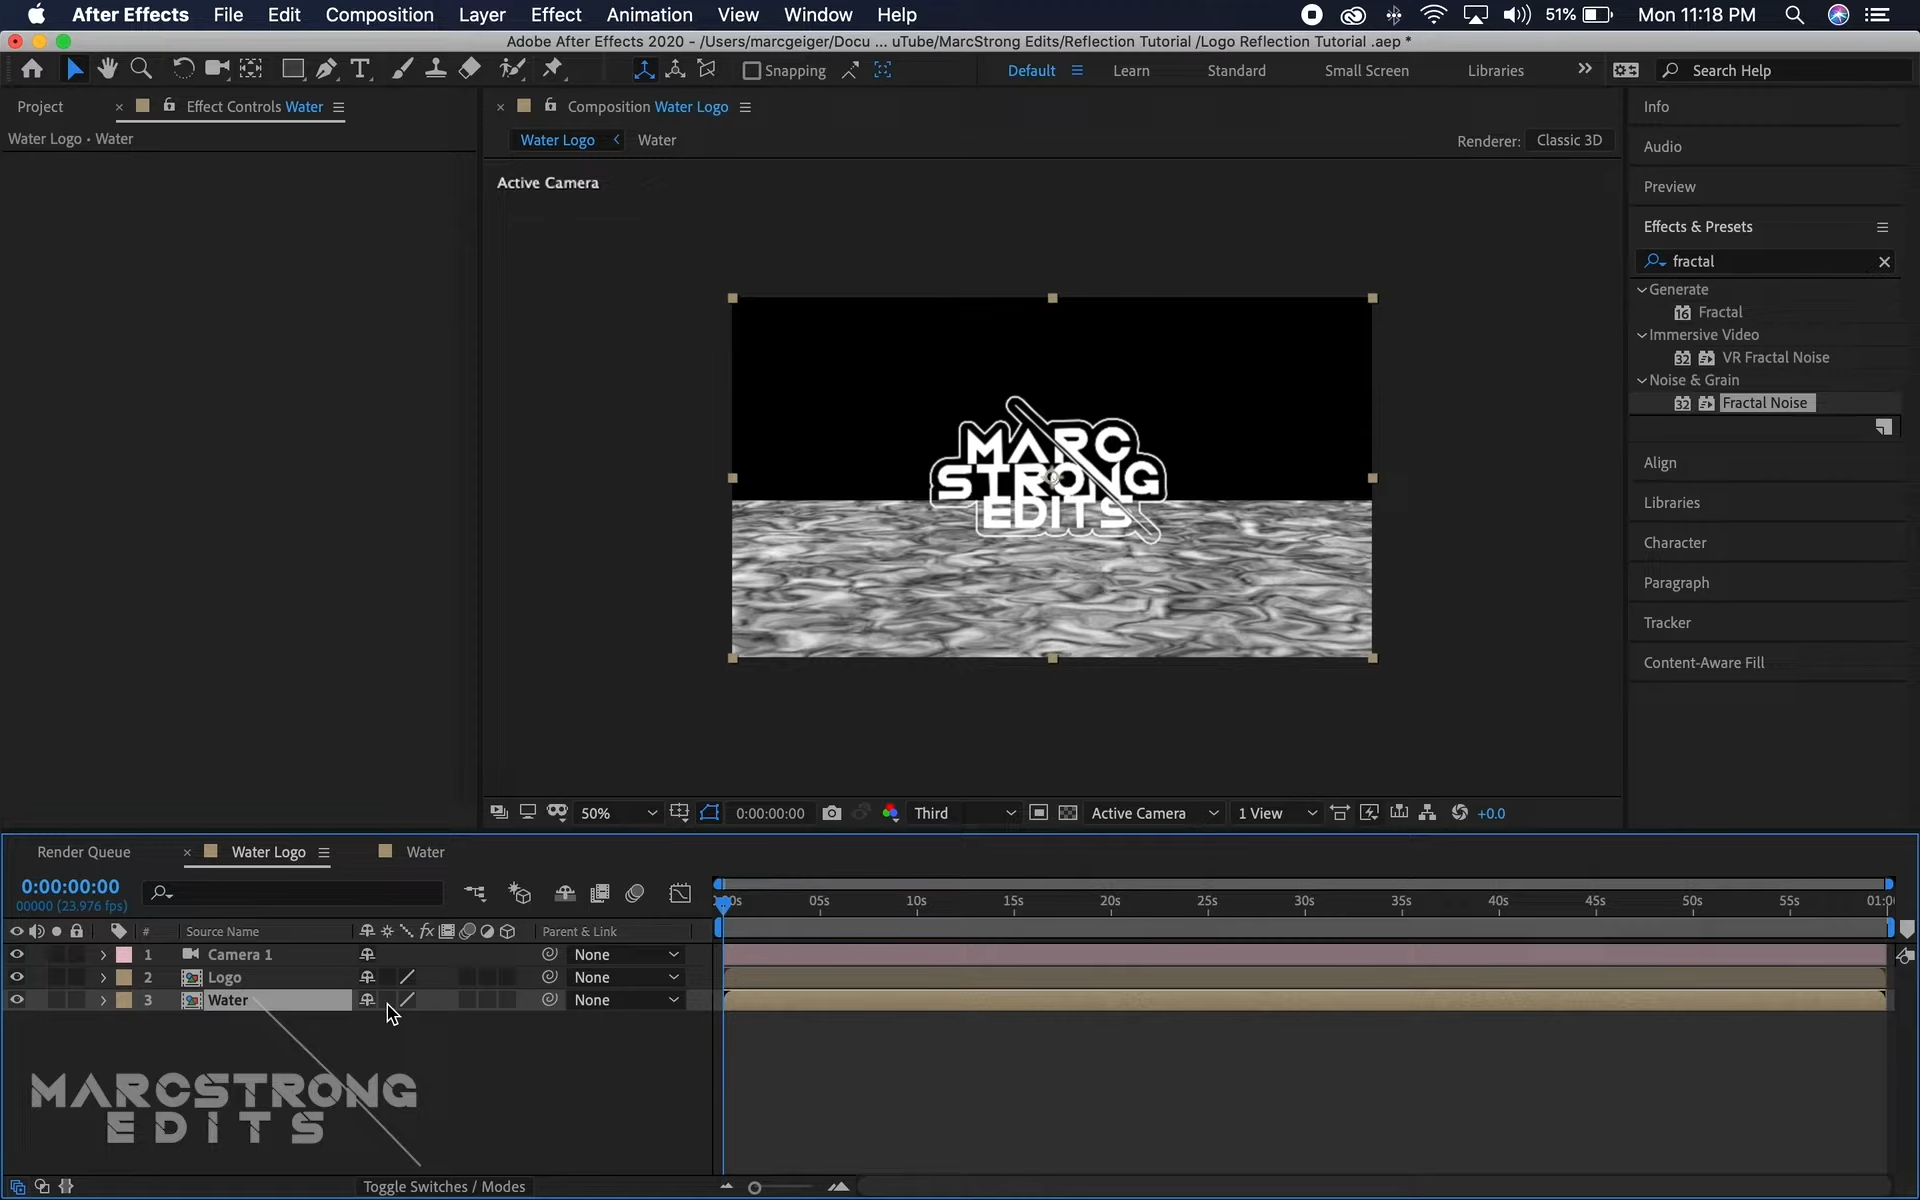 After Effects File Edit Composition Layer Effect Animation View Window Help 51% Mon 11:18 PM
Adobe After Effects 2020 - /Users/marcgeiger/Docu ... uTube/MarcStrong Edits/Reflection Tutorial /Logo Reflection Tutorial .aep *
Snapping Default Learn Standard Small Screen Libraries Search Help
Project Effect Controls Water
Water Logo • Water
Composition Water Logo
Water Logo Water
Renderer: Classic 3D
Active Camera
MARC
STRONG
EDITS
50% 0:00:00:00 Third Active Camera 1 View +0.0
Info
Audio
Preview
Effects & Presets
fractal
Generate
16 Fractal
Immersive Video
32 VR Fractal Noise
Noise & Grain
32 Fractal Noise
Align
Libraries
Character
Paragraph
Tracker
Content-Aware Fill
Render Queue Water Logo Water
0:00:00:00
00000 (23.976 fps)
05s 10s 15s 20s 25s 30s 35s 40s 45s 50s 55s
# Source Name fx Parent & Link
1 Camera 1 None
2 Logo None
3 Water None
MARCSTRONG
EDITS
Toggle Switches / Modes